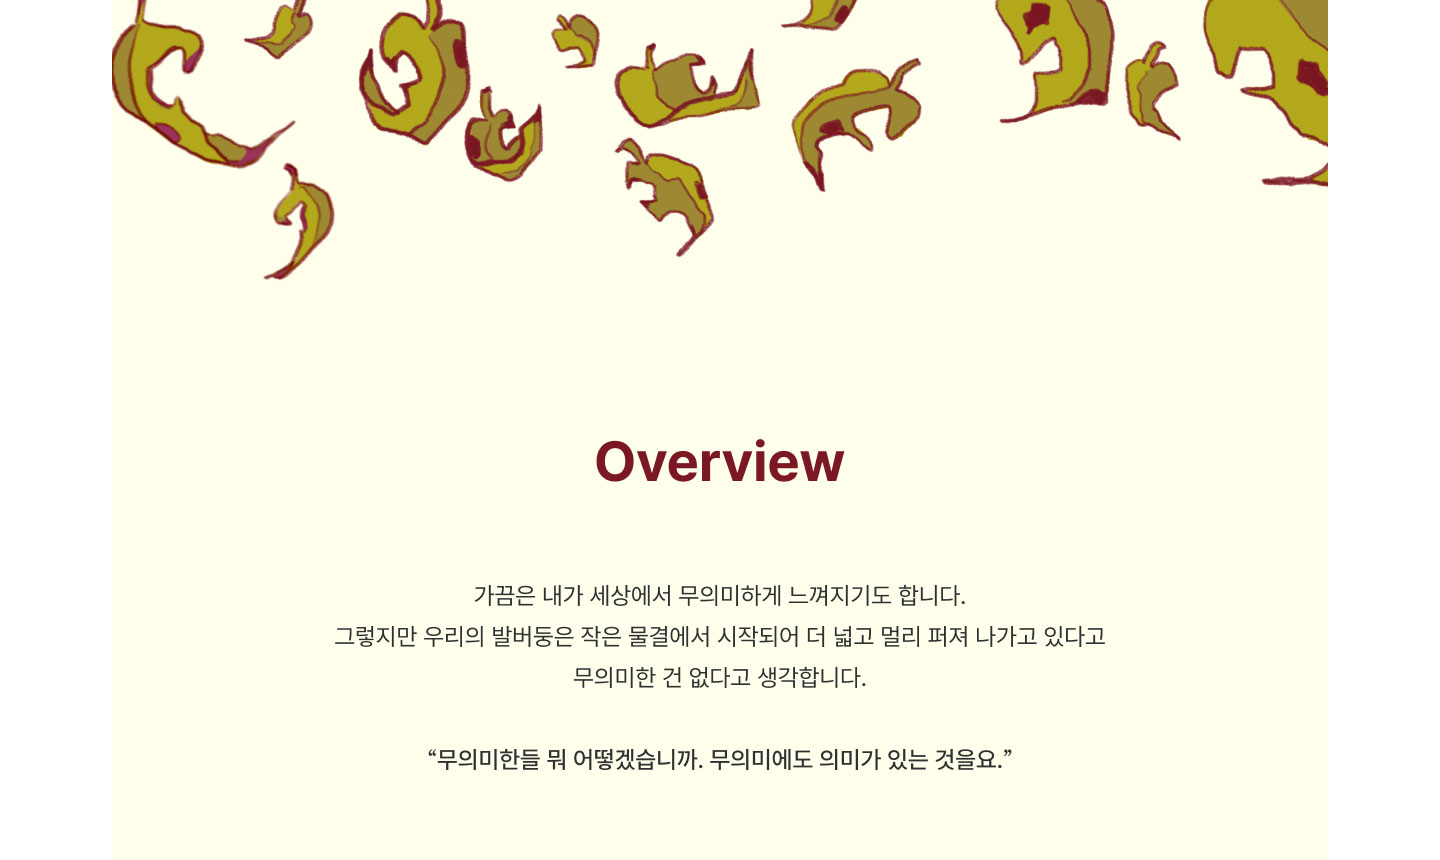 Overview
가끔은 내가 세상에서 무의미하게 느껴지기도 합니다.
그렇지만 우리의 발버둥은 작은 물결에서 시작되어 더 넓고 멀리 퍼져 나가고 있다고
무의미한 건 없다고 생각합니다.
“무의미한들 뭐 어떻겠습니까. 무의미에도 의미가 있는 것을요.”